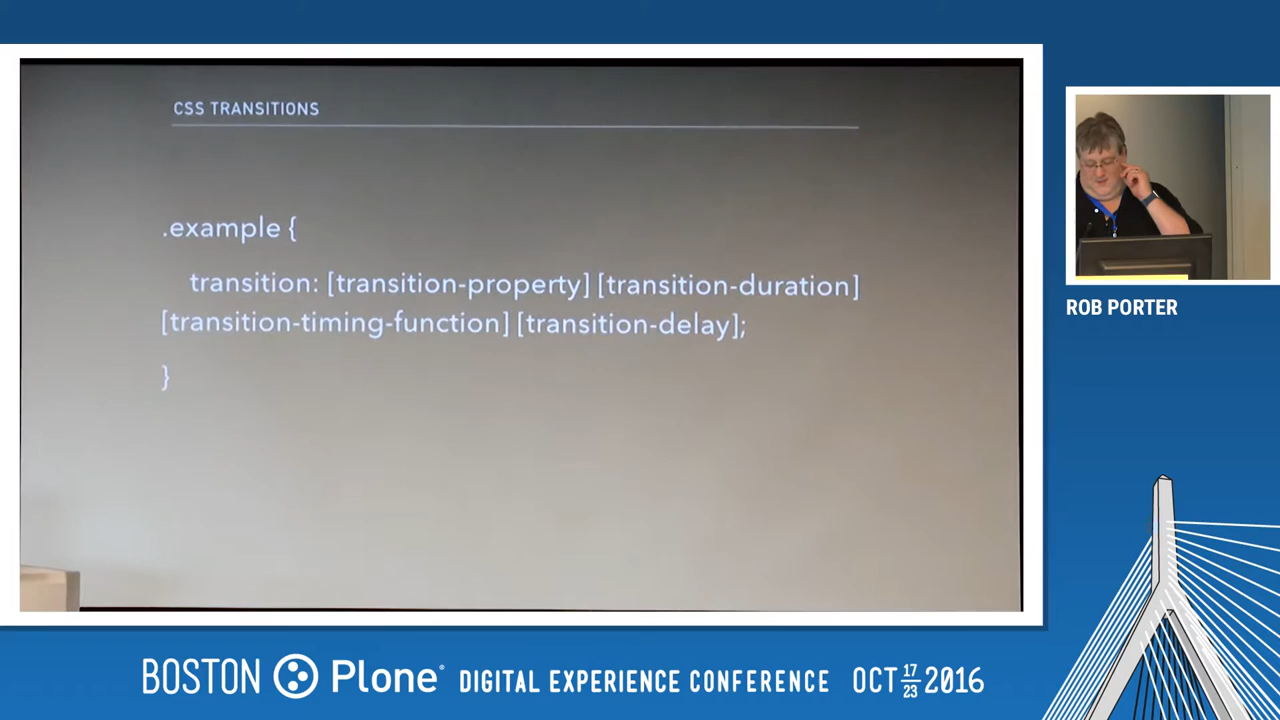 CSS TRANSITIONS
.example {
transition: [transition-property] [transition-duration]
[transition-timing-function] [transition-delay];
}
ROB PORTER
BOSTON Plone® DIGITAL EXPERIENCE CONFERENCE OCT 17 23 2016